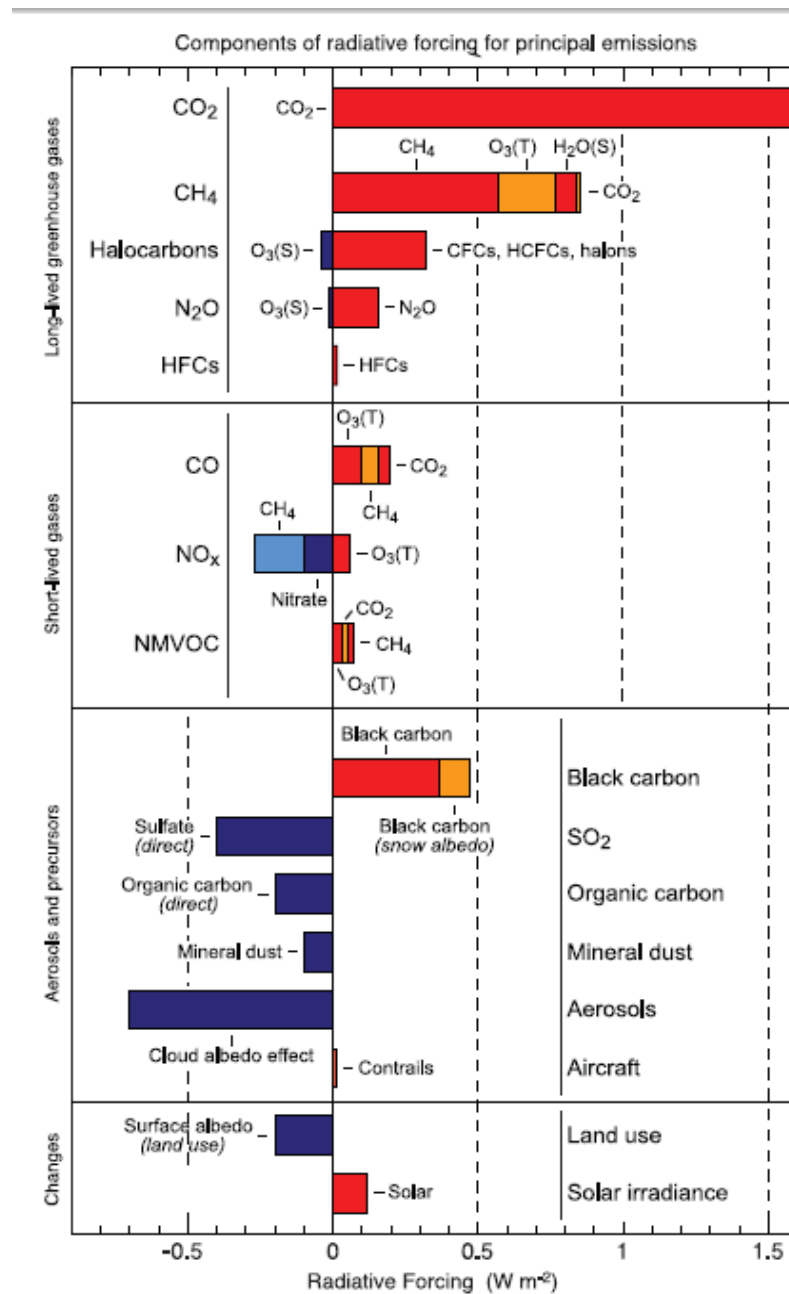 Components of radiative forcing for principal emissions
Long-lived greenhouse gases
CO₂
CO₂
CH₄
CH₄
O₃(T)
H₂O(S)
CO₂
Halocarbons
O₃(S)
CFCs, HCFCs, halons
N₂O
O₃(S)
N₂O
HFCs
HFCs
Short-lived gases
CO
O₃(T)
CO₂
CH₄
NOₓ
CH₄
O₃(T)
Nitrate
NMVOC
CO₂
CH₄
O₃(T)
Aerosols and precursors
Black carbon
Black carbon
Black carbon
(snow albedo)
Sulfate
(direct)
SO₂
Organic carbon
(direct)
Organic carbon
Mineral dust
Mineral dust
Aerosols
Cloud albedo effect
Contrails
Aircraft
Changes
Surface albedo
(land use)
Land use
Solar
Solar irradiance
-0.5 0 0.5 1 1.5
Radiative Forcing (W m⁻²)